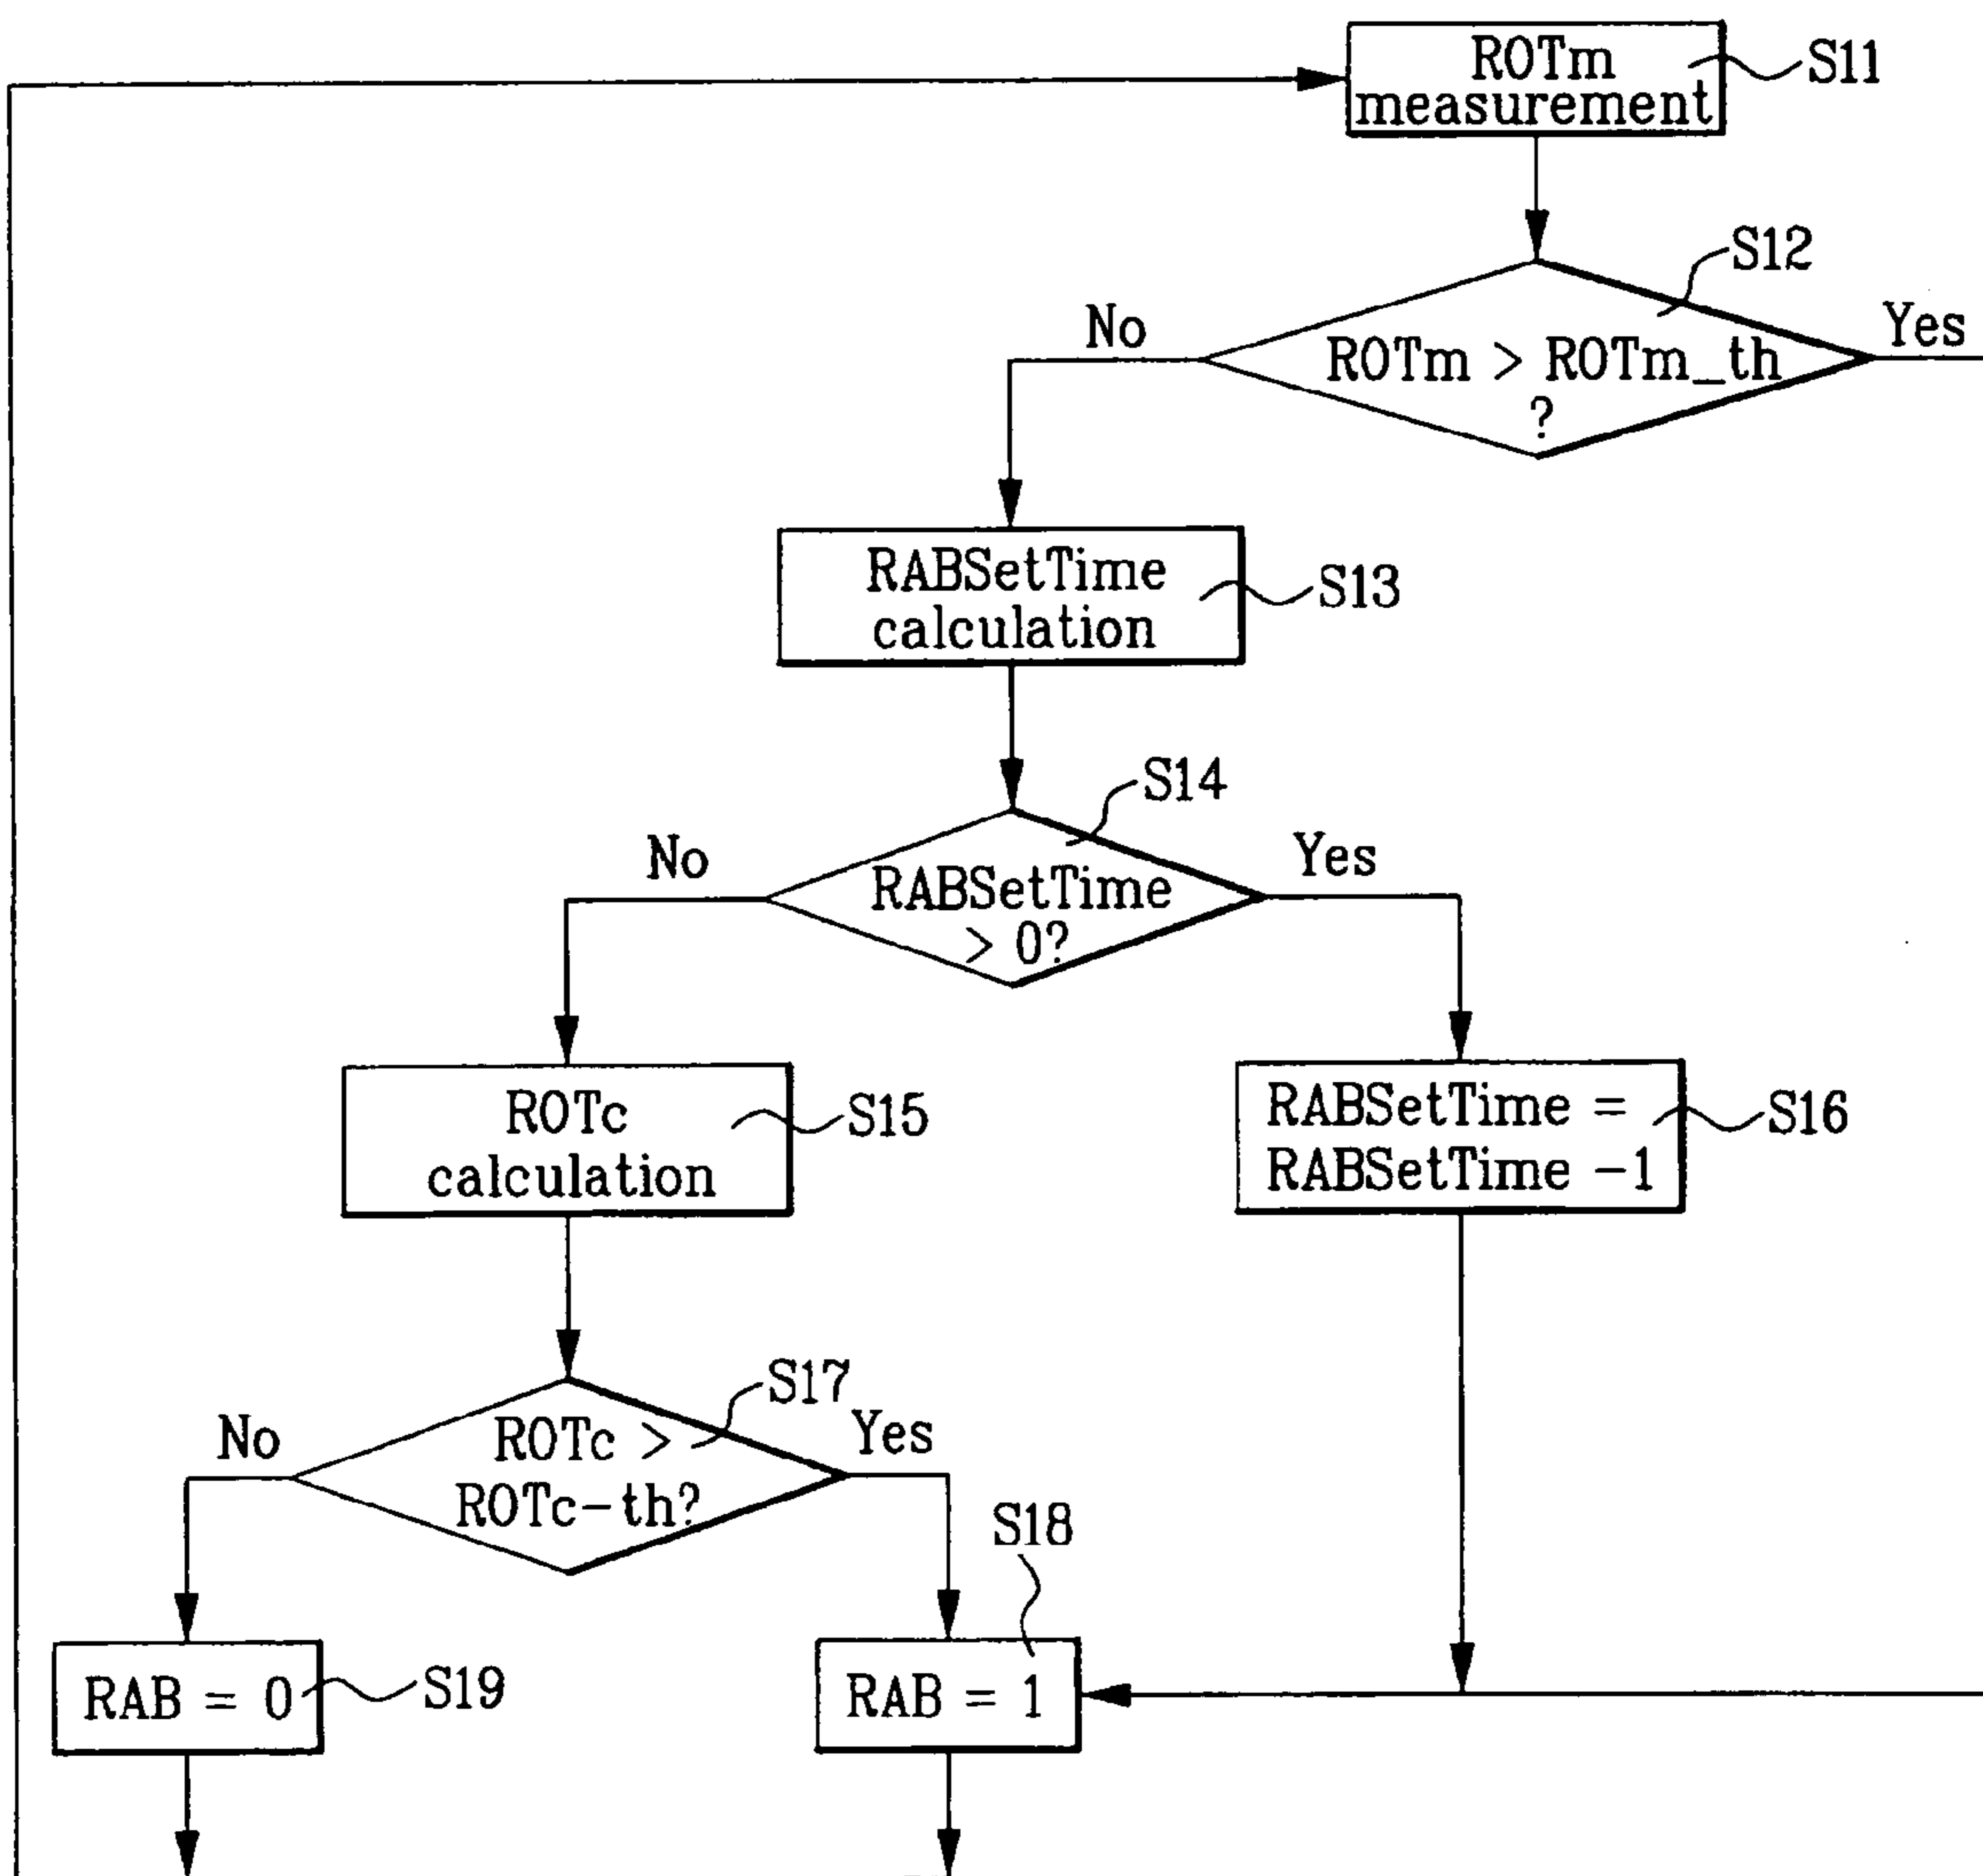 ROTm
measurement
S11
S12
No
Yes
ROTm > ROTm_th
?
RABSetTime
calculation
S13
S14
No
Yes
RABSetTime
> 0?
ROTc
calculation
S15
RABSetTime =
RABSetTime -1
S16
S17
No
Yes
ROTc >
ROTc-th?
S18
RAB = 0
S19
RAB = 1